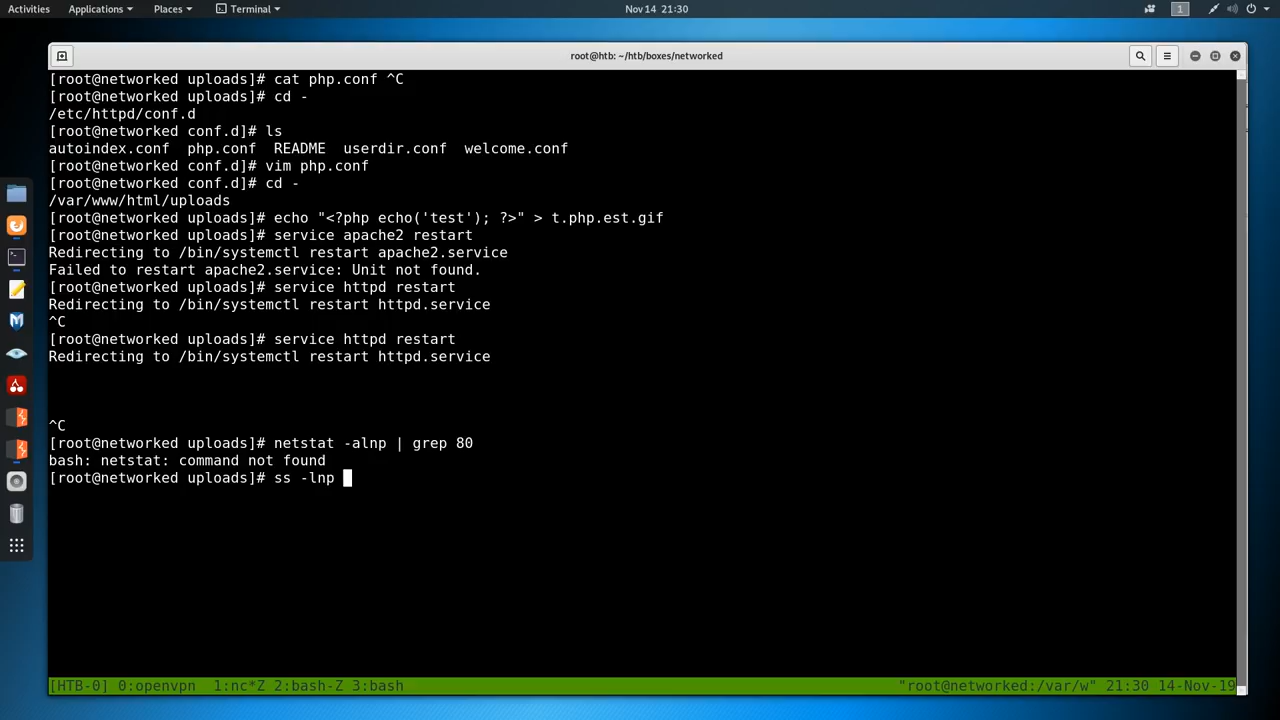 Activities Applications Places Terminal Nov 14 21:30 1
root@htb: ~/htb/boxes/networked
[root@networked uploads]# cat php.conf ^C
[root@networked uploads]# cd -
/etc/httpd/conf.d
[root@networked conf.d]# ls
autoindex.conf  php.conf  README  userdir.conf  welcome.conf
[root@networked conf.d]# vim php.conf
[root@networked conf.d]# cd -
/var/www/html/uploads
[root@networked uploads]# echo "<?php echo('test'); ?>" > t.php.est.gif
[root@networked uploads]# service apache2 restart
Redirecting to /bin/systemctl restart apache2.service
Failed to restart apache2.service: Unit not found.
[root@networked uploads]# service httpd restart
Redirecting to /bin/systemctl restart httpd.service
^C
[root@networked uploads]# service httpd restart
Redirecting to /bin/systemctl restart httpd.service
^C
[root@networked uploads]# netstat -alnp | grep 80
bash: netstat: command not found
[root@networked uploads]# ss -lnp
[HTB-0] 0:openvpn  1:nc*Z 2:bash-Z 3:bash "root@networked:/var/w" 21:30 14-Nov-19